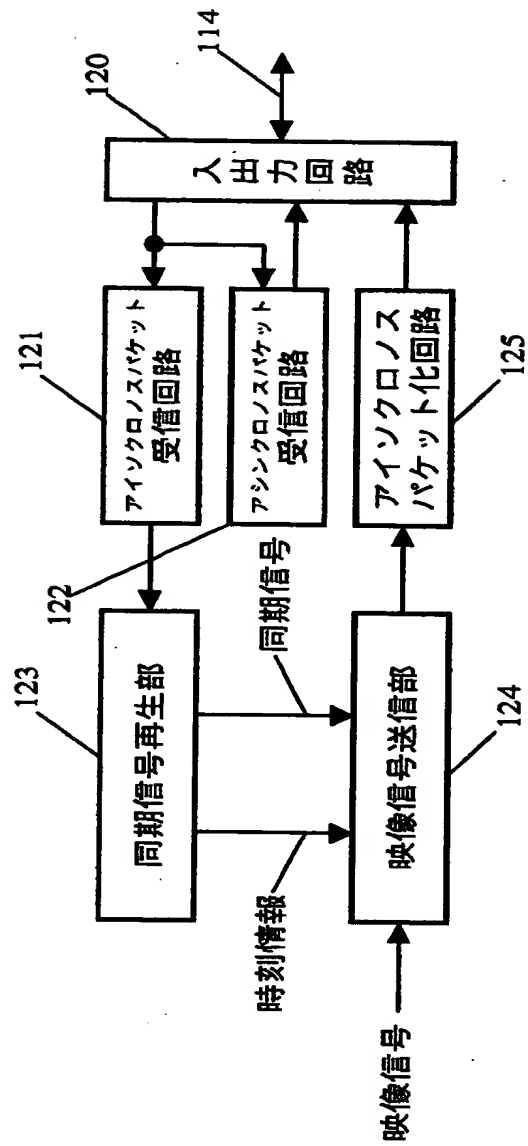 123
同期信号再生部
121
アイソクロノスパケット
受信回路
120
入出力回路
114
122
アシンクロノスパケット
受信回路
時刻情報
同期信号
映像信号
124
映像信号送信部
125
アイソクロノス
パケット化回路